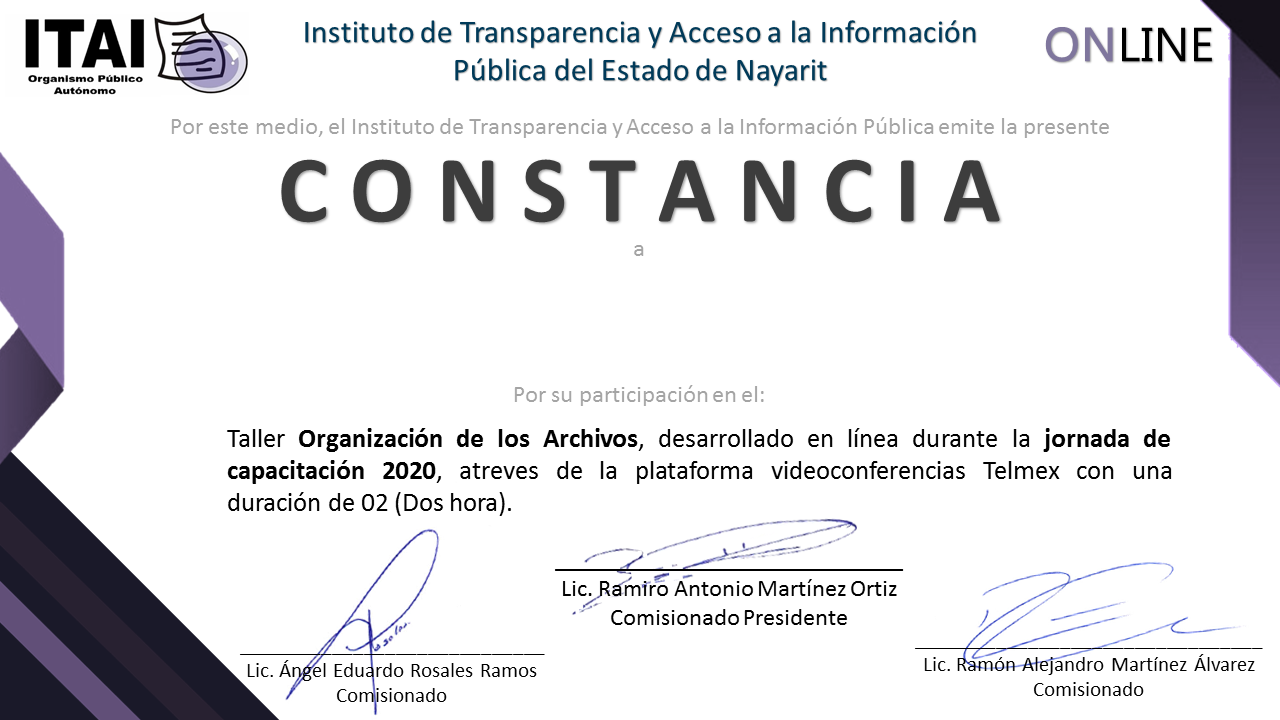 ITAI
Organismo Público
Autónomo
Instituto de Transparencia y Acceso a la Información
Pública del Estado de Nayarit
ONLINE
Por este medio, el Instituto de Transparencia y Acceso a la Información Pública emite la presente
CONSTANCIA
a
Por su participación en el:
Taller Organización de los Archivos, desarrollado en línea durante la jornada de
capacitación 2020, atreves de la plataforma videoconferencias Telmex con una
duración de 02 (Dos hora).
Lic. Ramiro Antonio Martínez Ortiz
Comisionado Presidente
Lic. Ángel Eduardo Rosales Ramos
Comisionado
Lic. Ramón Alejandro Martínez Álvarez
Comisionado